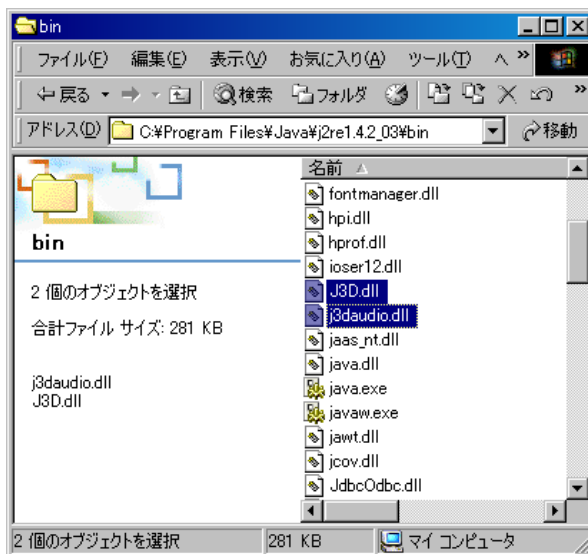 bin
ファイル(F) 編集(E) 表示(V) お気に入り(A) ツール(T) ヘ »
戻る 検索 フォルダ »
アドレス(D) C:¥Program Files¥Java¥j2re1.4.2_03¥bin 移動
bin
2 個のオブジェクトを選択
合計ファイル サイズ: 281 KB
j3daudio.dll
J3D.dll
名前
fontmanager.dll
hpi.dll
hprof.dll
ioser12.dll
J3D.dll
j3daudio.dll
jaas_nt.dll
java.dll
java.exe
javaw.exe
jawt.dll
jcov.dll
JdbcOdbc.dll
2 個のオブジェクトを選択 281 KB マイ コンピュータ